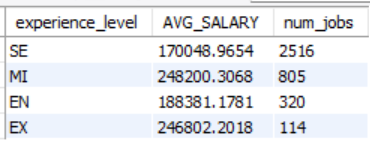 experience_level AVG_SALARY num_jobs
SE 170048.9654 2516
MI 248200.3068 805
EN 188381.1781 320
EX 246802.2018 114